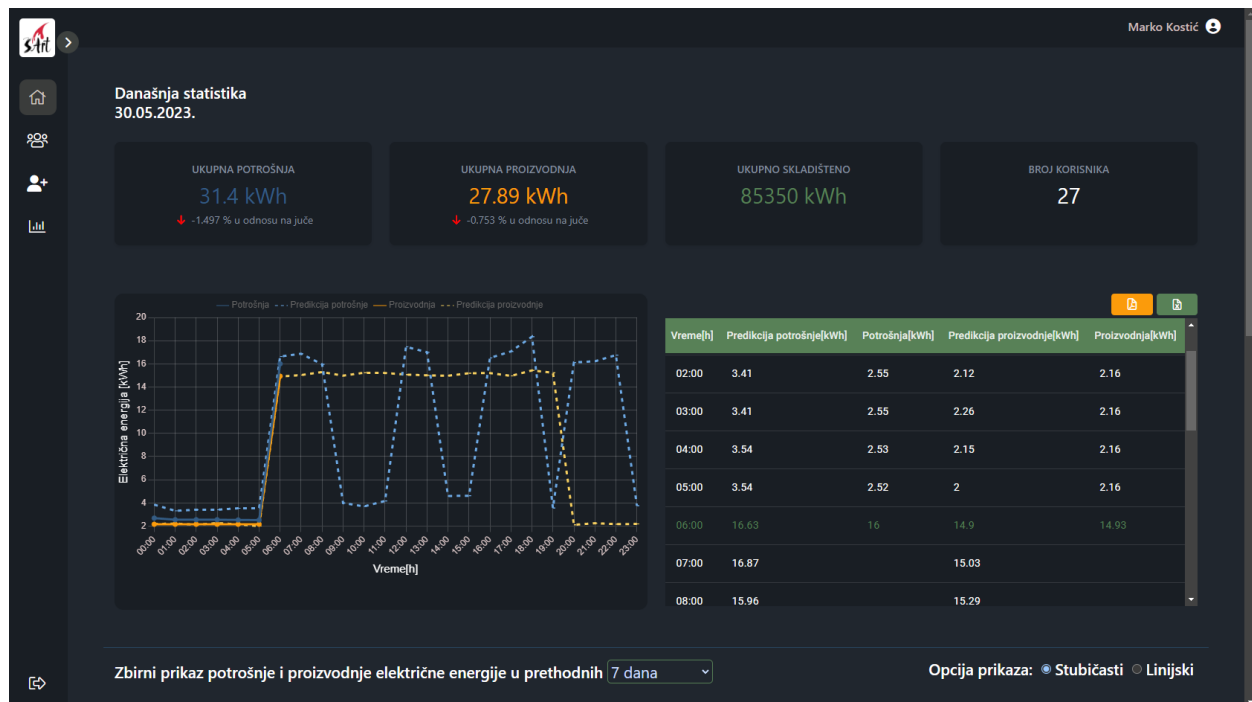 sArt
Marko Kostić
Današnja statistika
30.05.2023.
UKUPNA POTROŠNJA
31.4 kWh
-1.497 % u odnosu na juče
UKUPNA PROIZVODNJA
27.89 kWh
-0.753 % u odnosu na juče
UKUPNO SKLADIŠTENO
85350 kWh
BROJ KORISNIKA
27
Potrošnja Predikcija potrošnje Proizvodnja Predikcija proizvodnje
Električna energija [kWh]
20
18
16
14
12
10
8
6
4
2
00:00 01:00 02:00 03:00 04:00 05:00 06:00 07:00 08:00 09:00 10:00 11:00 12:00 13:00 14:00 15:00 16:00 17:00 18:00 19:00 20:00 21:00 22:00 23:00
Vreme[h]
Vreme[h] Predikcija potrošnje[kWh] Potrošnja[kWh] Predikcija proizvodnje[kWh] Proizvodnja[kWh]
02:00 3.41 2.55 2.12 2.16
03:00 3.41 2.55 2.26 2.16
04:00 3.54 2.53 2.15 2.16
05:00 3.54 2.52 2 2.16
06:00 16.63 16 14.9 14.93
07:00 16.87 15.03
08:00 15.96 15.29
Zbirni prikaz potrošnje i proizvodnje električne energije u prethodnih 7 dana
Opcija prikaza: Stubičasti Linijski